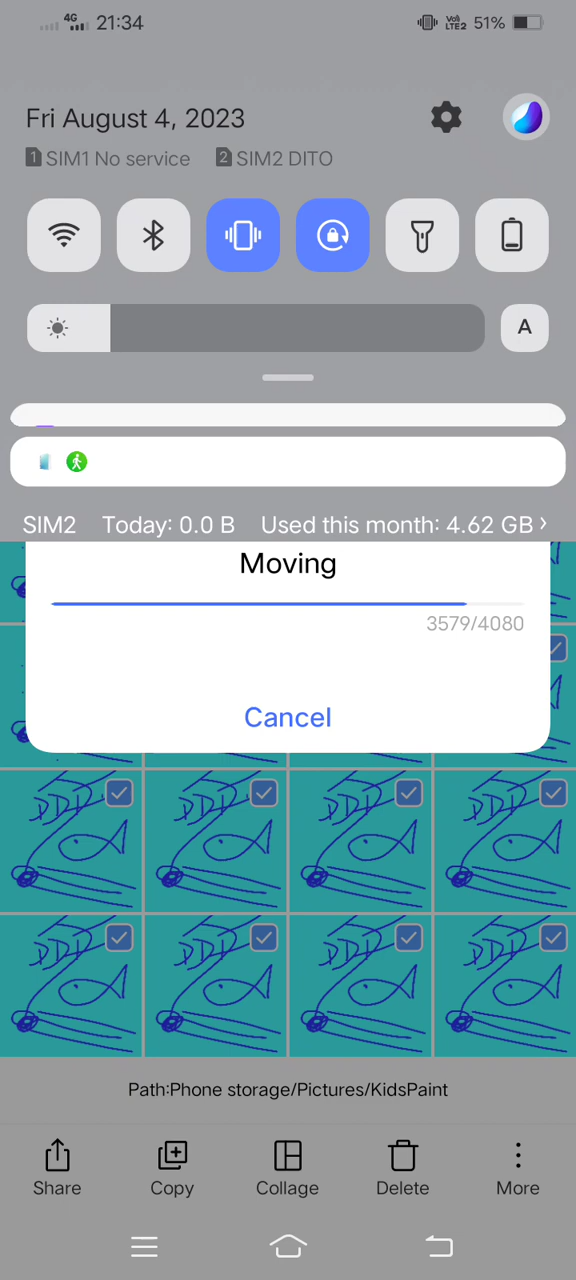 4G 21:34 Vo5 LTE2 51%
Fri August 4, 2023
1 SIM1 No service 2 SIM2 DITO
A
SIM2 Today: 0.0 B Used this month: 4.62 GB
Moving
3579/4080
Cancel
Path:Phone storage/Pictures/KidsPaint
Share Copy Collage Delete More